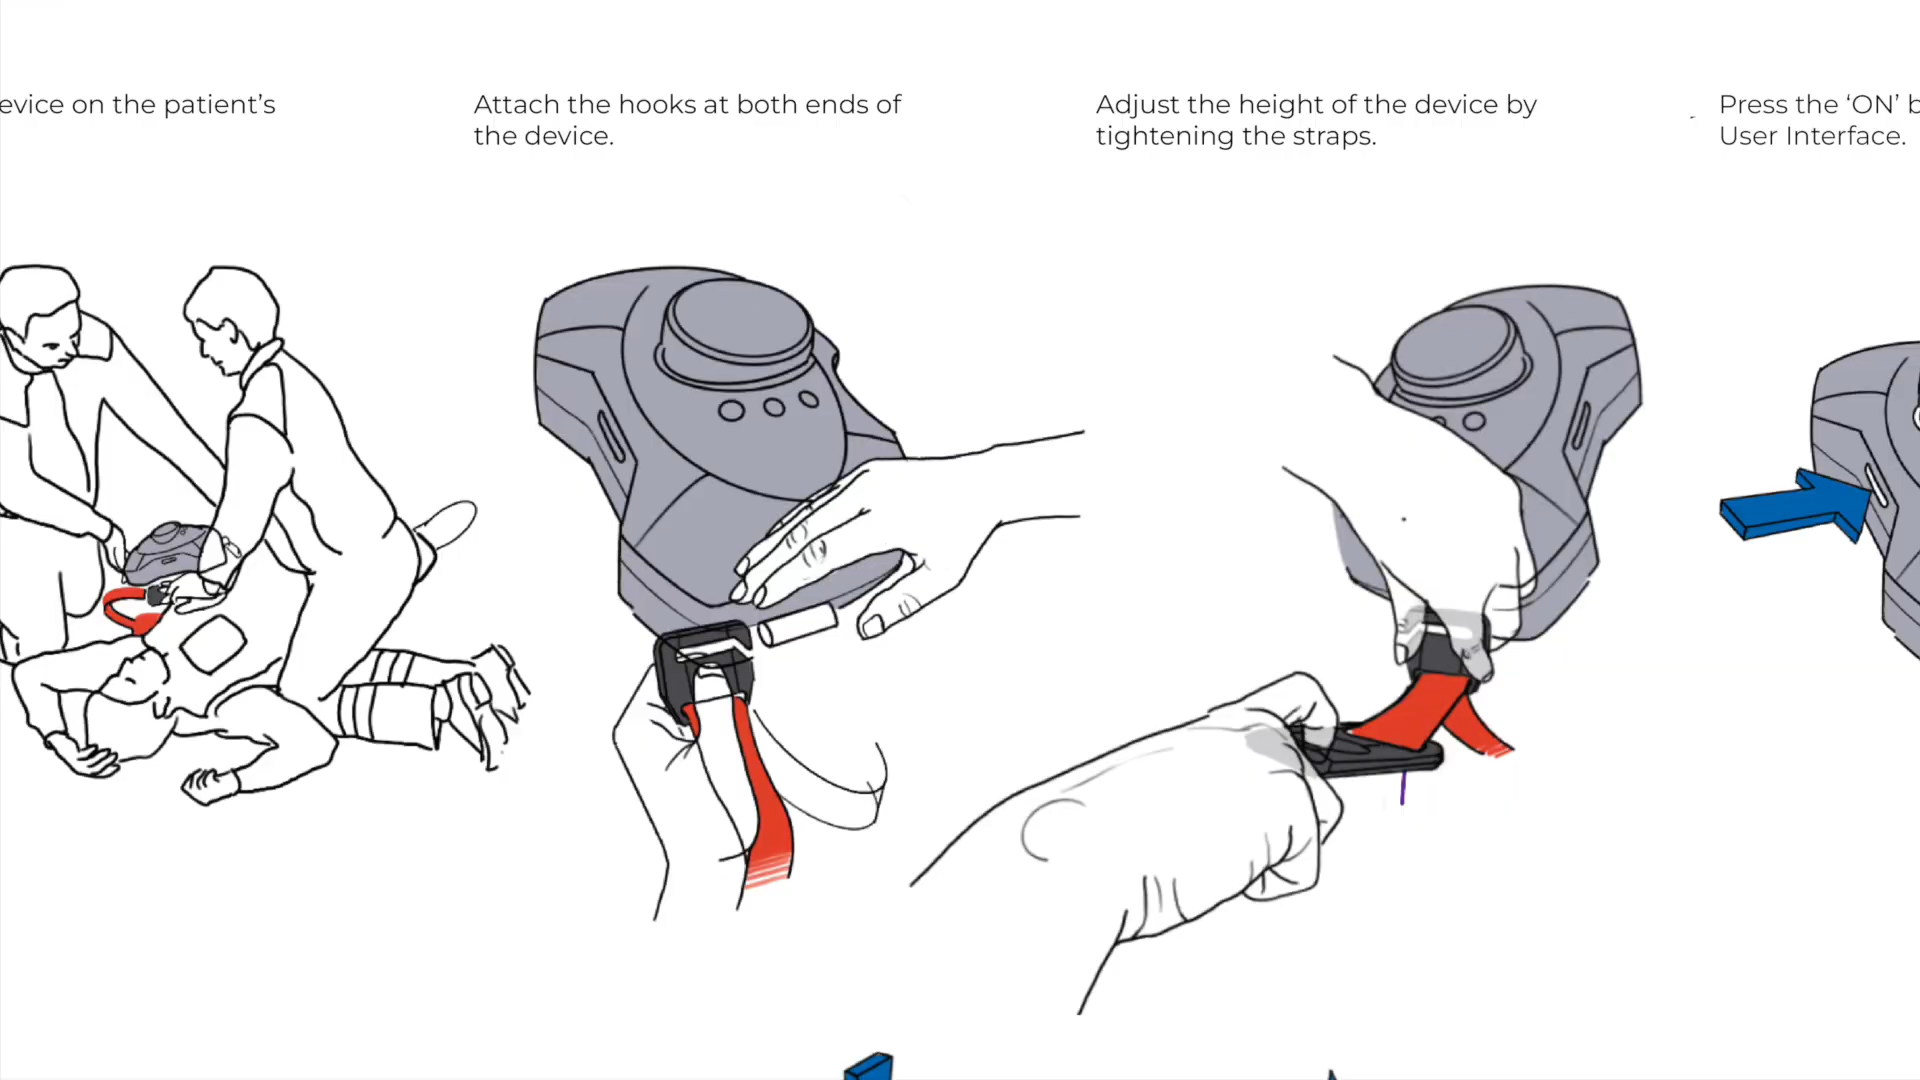 evice on the patient’s
Attach the hooks at both ends of
the device.
Adjust the height of the device by
tightening the straps.
Press the ‘ON’ b
User Interface.